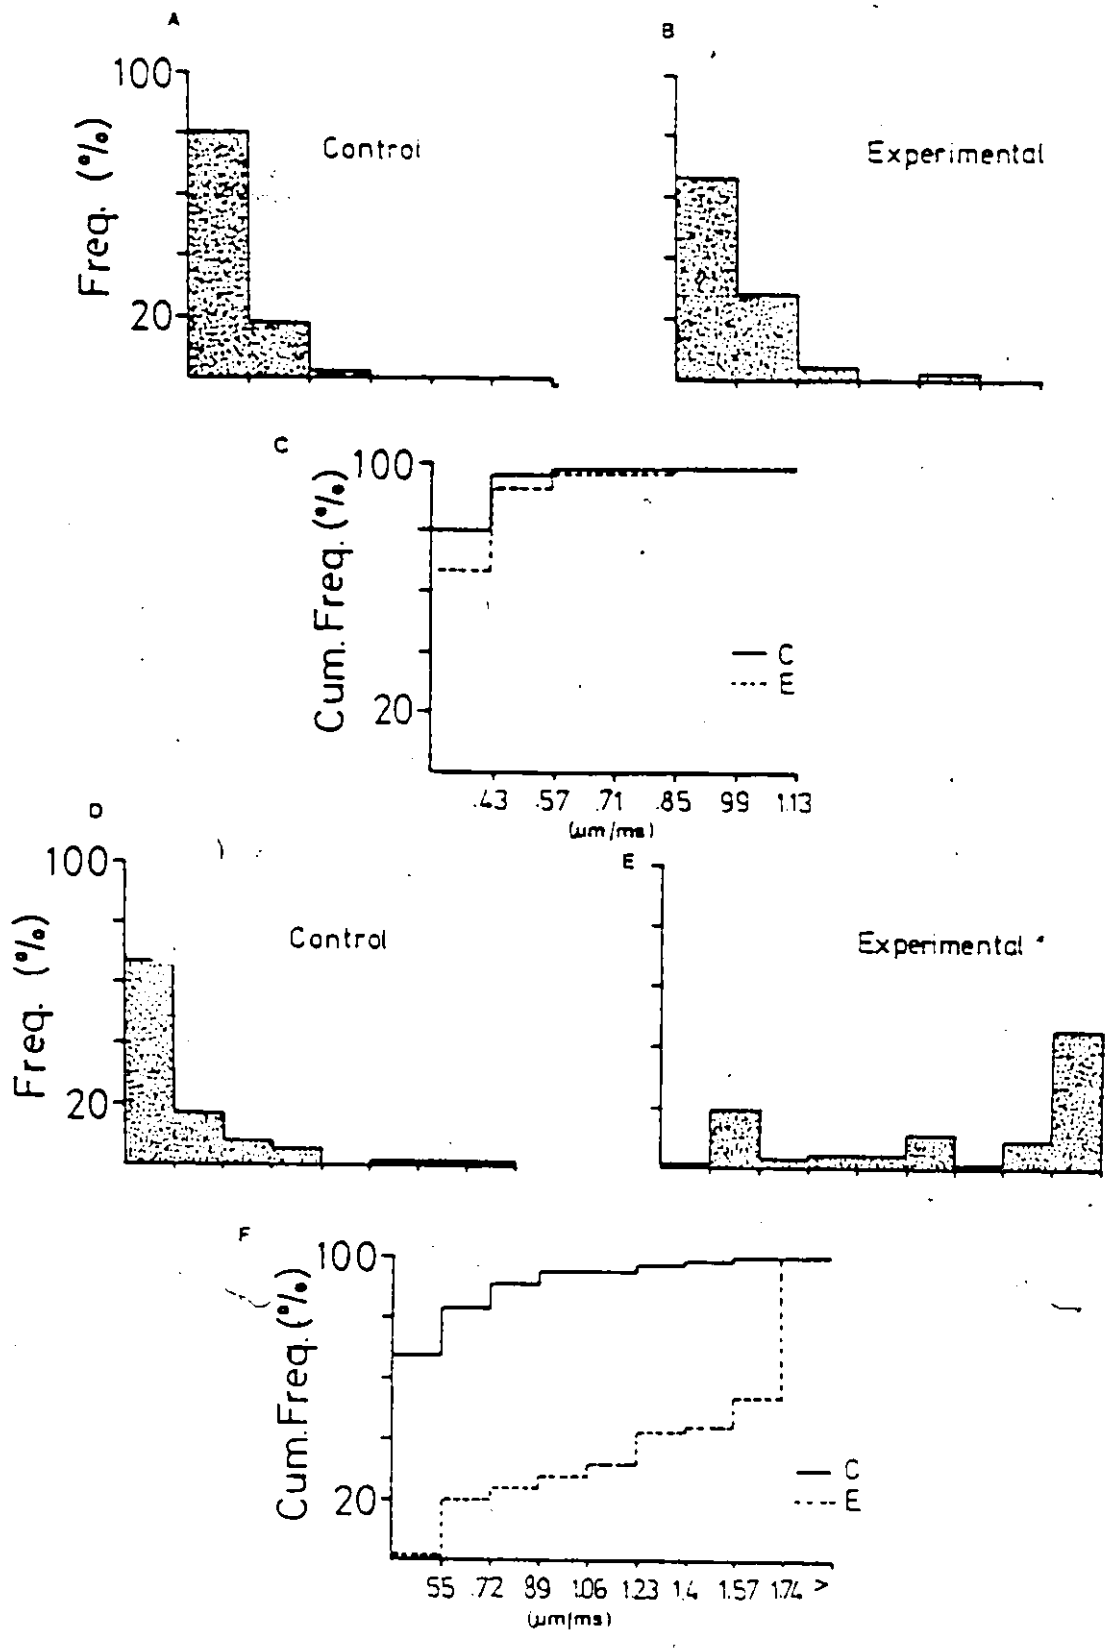 A
B
100
Control
Experimental
Freq. (%)
20
C
100
Cum.Freq.(%)
C
E
20
.43 .57 .71 .85 99 1.13
(µm/ms)
D
E
100
Control
Experimental
Freq. (%)
20
F
100
Cum.Freq.(%)
C
E
20
55 .72 89 1.06 1.23 1.4 1.57 1.74 >
(µm/ms)